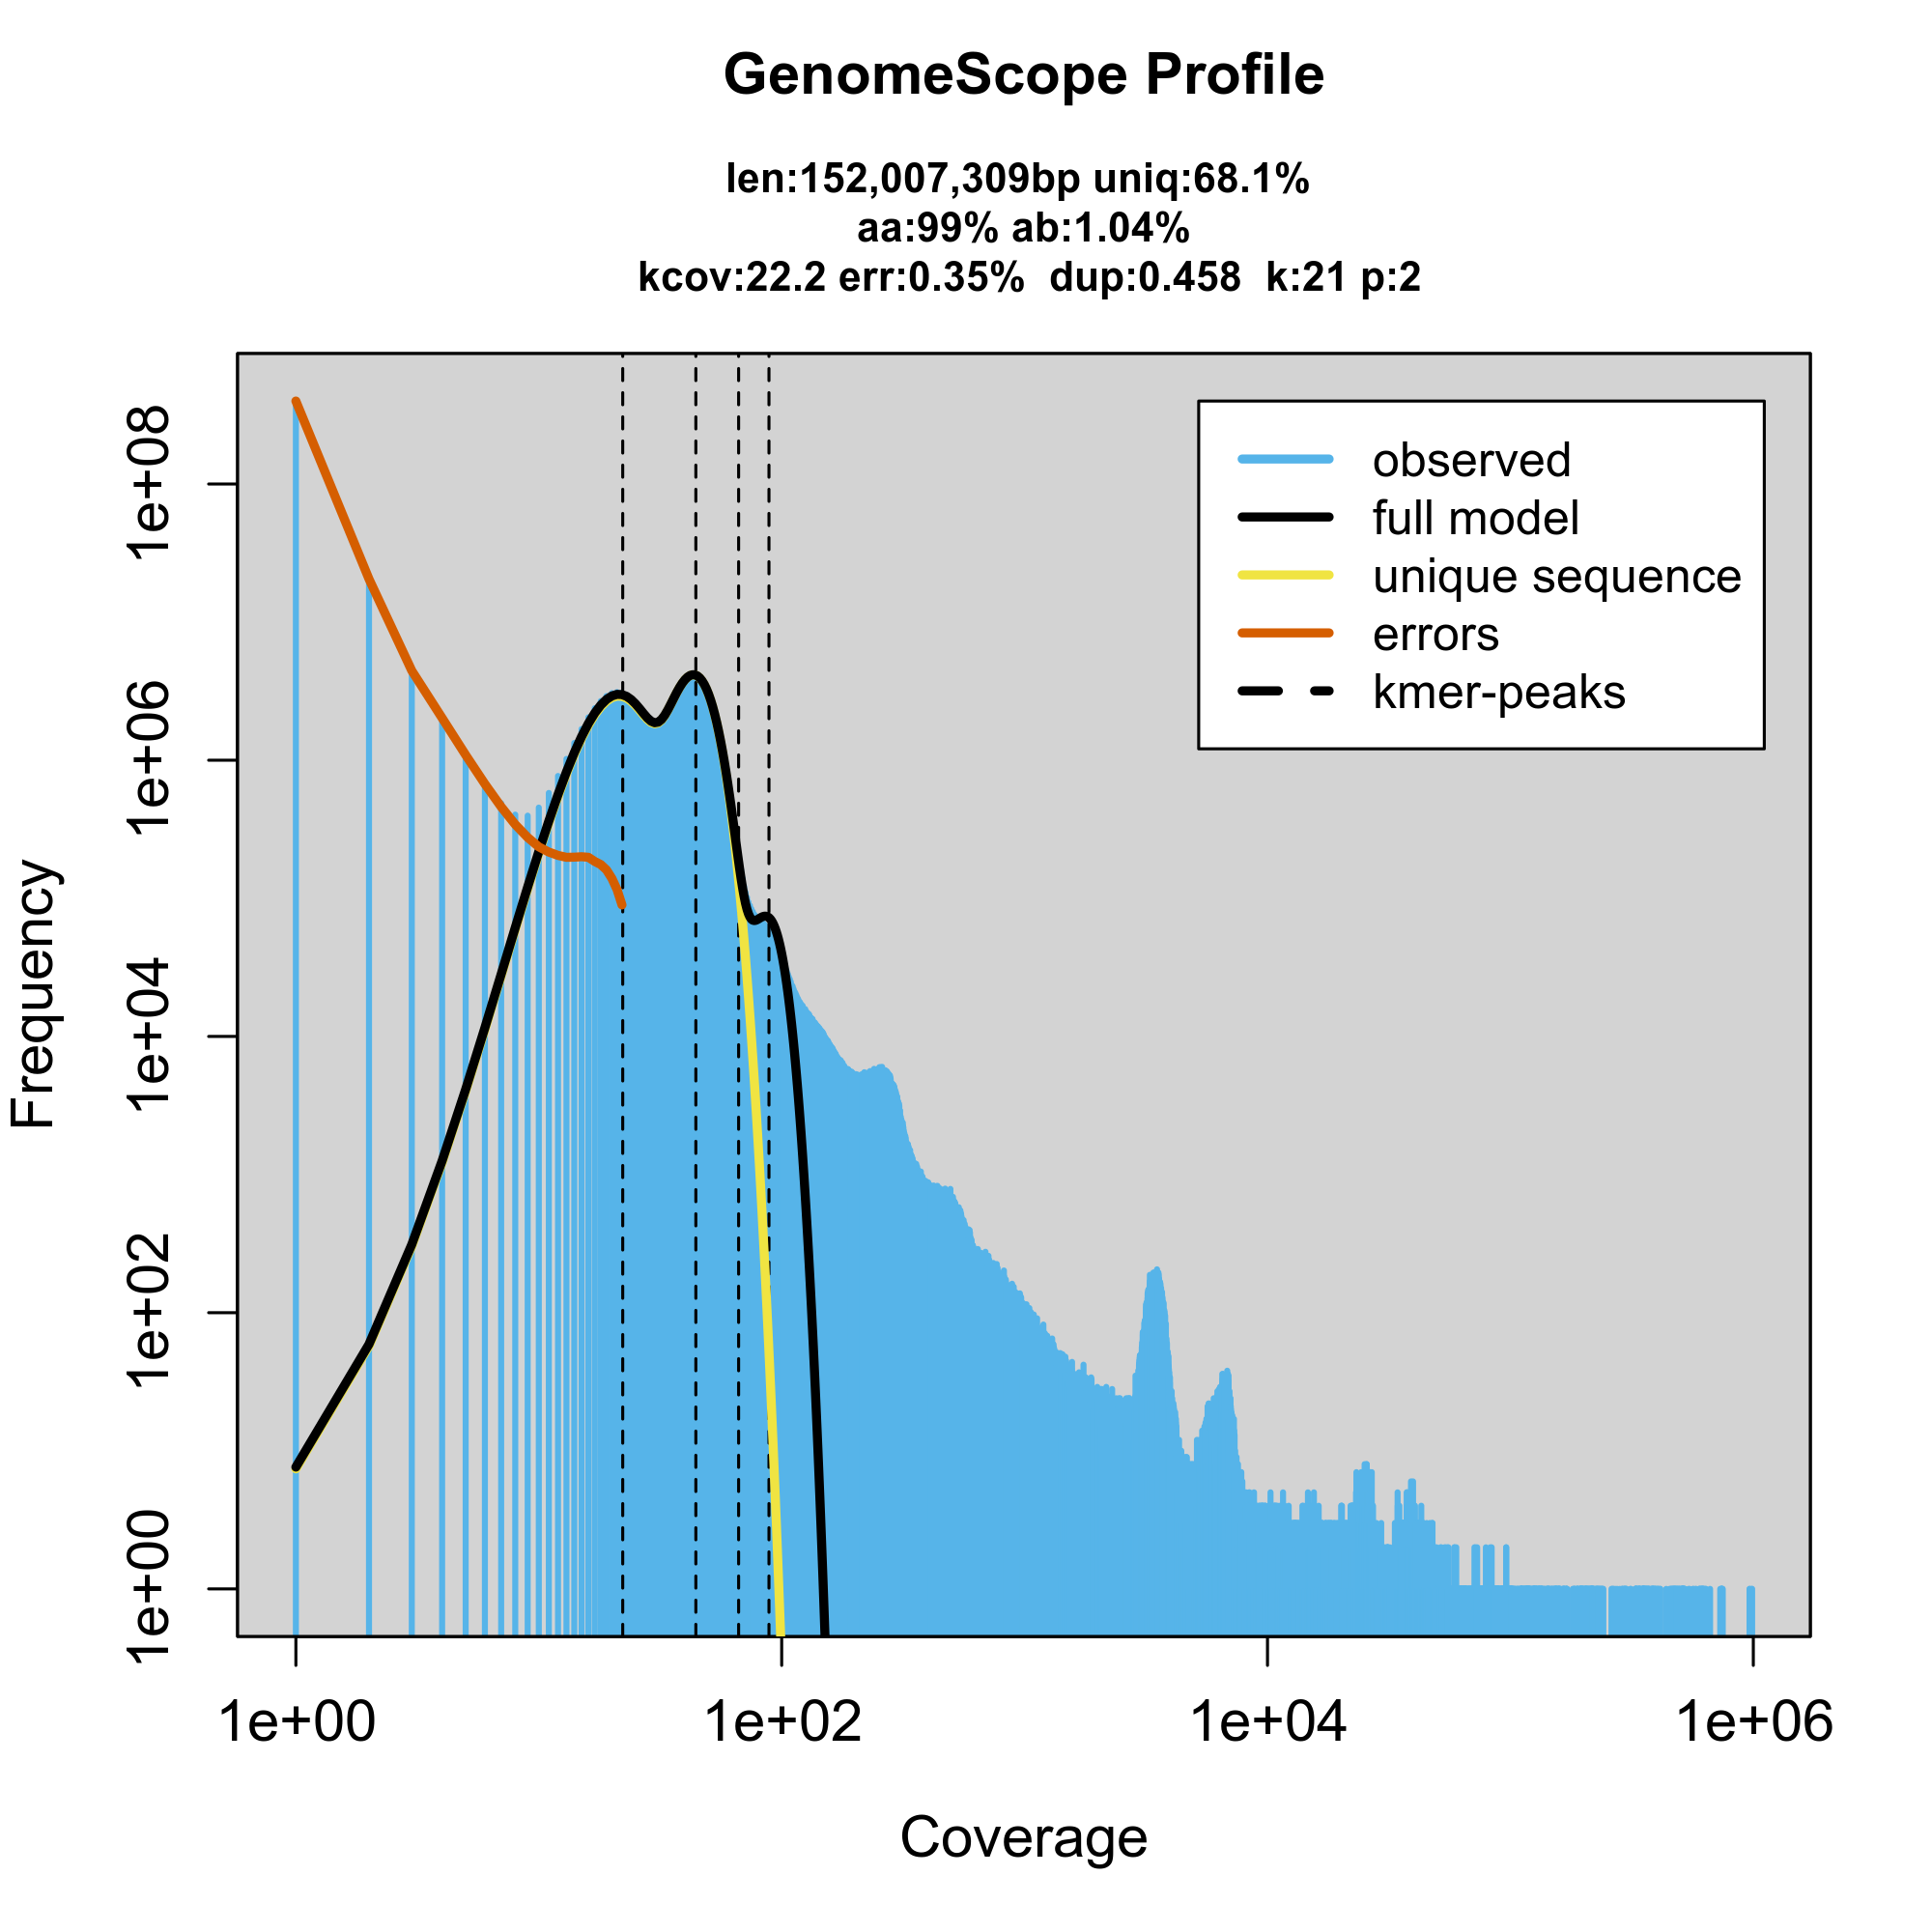 GenomeScope Profile
len:152,007,309bp uniq:68.1%
aa:99% ab:1.04%
kcov:22.2 err:0.35%  dup:0.458  k:21 p:2
observed
full model
unique sequence
errors
kmer-peaks
Frequency
1e+08
1e+06
1e+04
1e+02
1e+00
1e+00 1e+02 1e+04 1e+06
Coverage